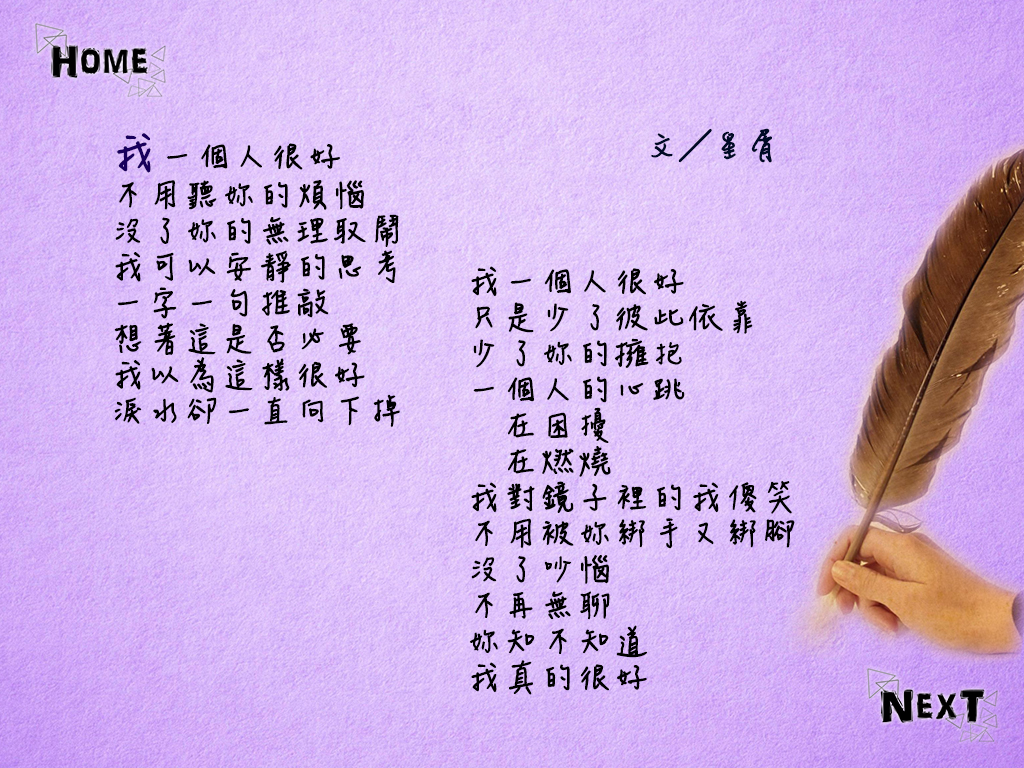 HOME
文／星屑
我一個人很好
不用聽妳的煩惱
沒了妳的無理取鬧
我可以安靜的思考
一字一句推敲
想著這是否必要
我以為這樣很好
淚水卻一直向下掉
我一個人很好
只是少了彼此依靠
少了妳的擁抱
一個人的心跳
在困擾
在燃燒
我對鏡子裡的我傻笑
不用被妳綁手又綁腳
沒了吵惱
不再無聊
妳知不知道
我真的很好
NEXT